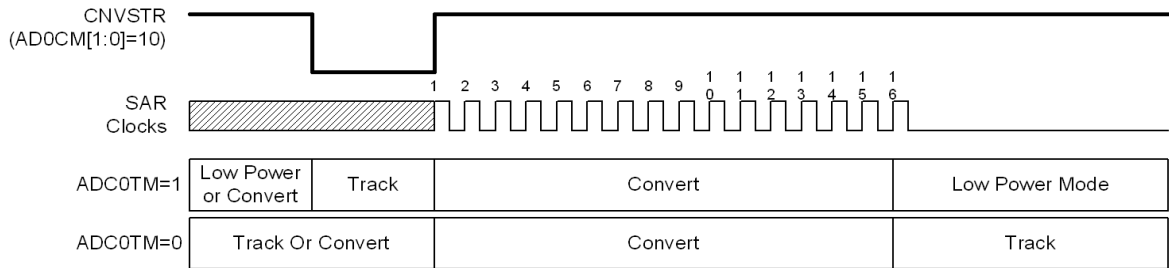 CNVSTR
(AD0CM[1:0]=10)
1 2 3 4 5 6 7 8 9 10 11 12 13 14 15 16
SAR
Clocks
ADC0TM=1
Low Power
or Convert
Track
Convert
Low Power Mode
ADC0TM=0
Track Or Convert
Convert
Track